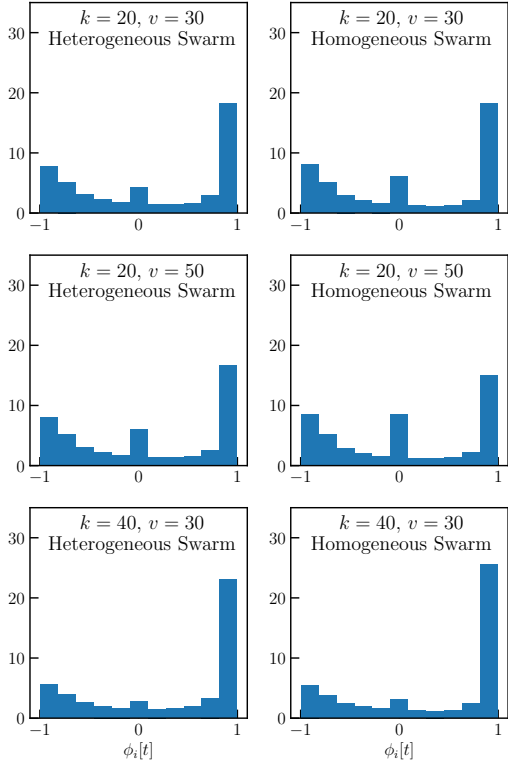 k = 20, v = 30
Heterogeneous Swarm
30
20
10
0
−1 0 1
k = 20, v = 30
Homogeneous Swarm
30
20
10
0
−1 0 1
k = 20, v = 50
Heterogeneous Swarm
30
20
10
0
−1 0 1
k = 20, v = 50
Homogeneous Swarm
30
20
10
0
−1 0 1
k = 40, v = 30
Heterogeneous Swarm
30
20
10
0
−1 0 1
ϕᵢ[t]
k = 40, v = 30
Homogeneous Swarm
30
20
10
0
−1 0 1
ϕᵢ[t]